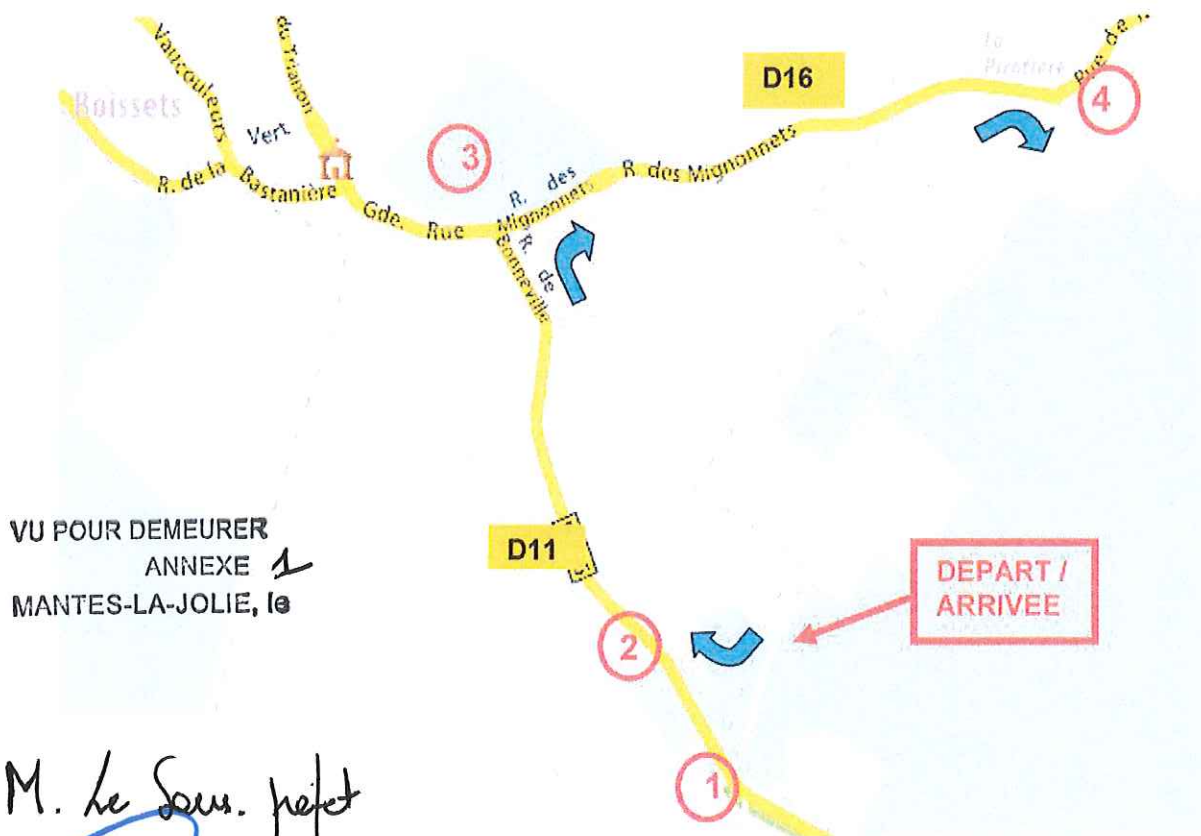 Vaucouleurs
du Trianon
Boissets
Vert
R. de la
Bastanière
Gde. Rue
3
R. des
Mignonnets
R. des Mignonnets
D16
La
4
Rue de
R. de
Bonneville
D11
VU POUR DEMEURER
ANNEXE 1
MANTES-LA-JOLIE, le
DEPART /
ARRIVEE
2
1
M. Le Sous. préfet